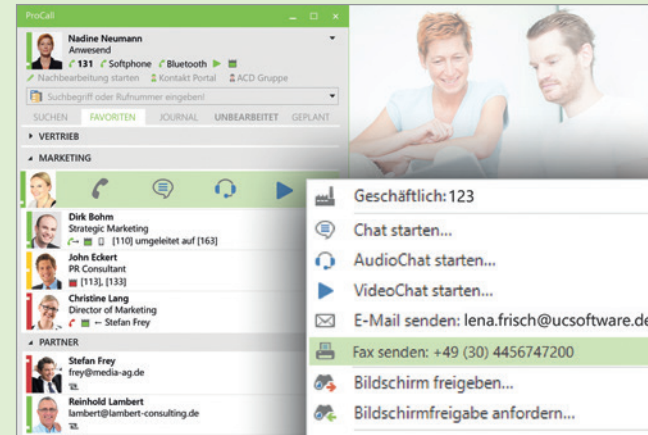 ProCall
Nadine Neumann
Anwesend
131 Softphone Bluetooth
Nachbearbeitung starten Kontakt Portal ACD Gruppe
Suchbegriff oder Rufnummer eingeben!
SUCHEN FAVORITEN JOURNAL UNBEARBEITET GEPLANT
VERTRIEB
MARKETING
Dirk Bohm
Strategic Marketing
[110] umgeleitet auf [163]
John Eckert
PR Consultant
[113], [133]
Christine Lang
Director of Marketing
← Stefan Frey
PARTNER
Stefan Frey
frey@media-ag.de
Reinhold Lambert
lambert@lambert-consulting.de
Geschäftlich: 123
Chat starten...
AudioChat starten...
VideoChat starten...
E-Mail senden: lena.frisch@ucsoftware.de
Fax senden: +49 (30) 4456747200
Bildschirm freigeben...
Bildschirmfreigabe anfordern...